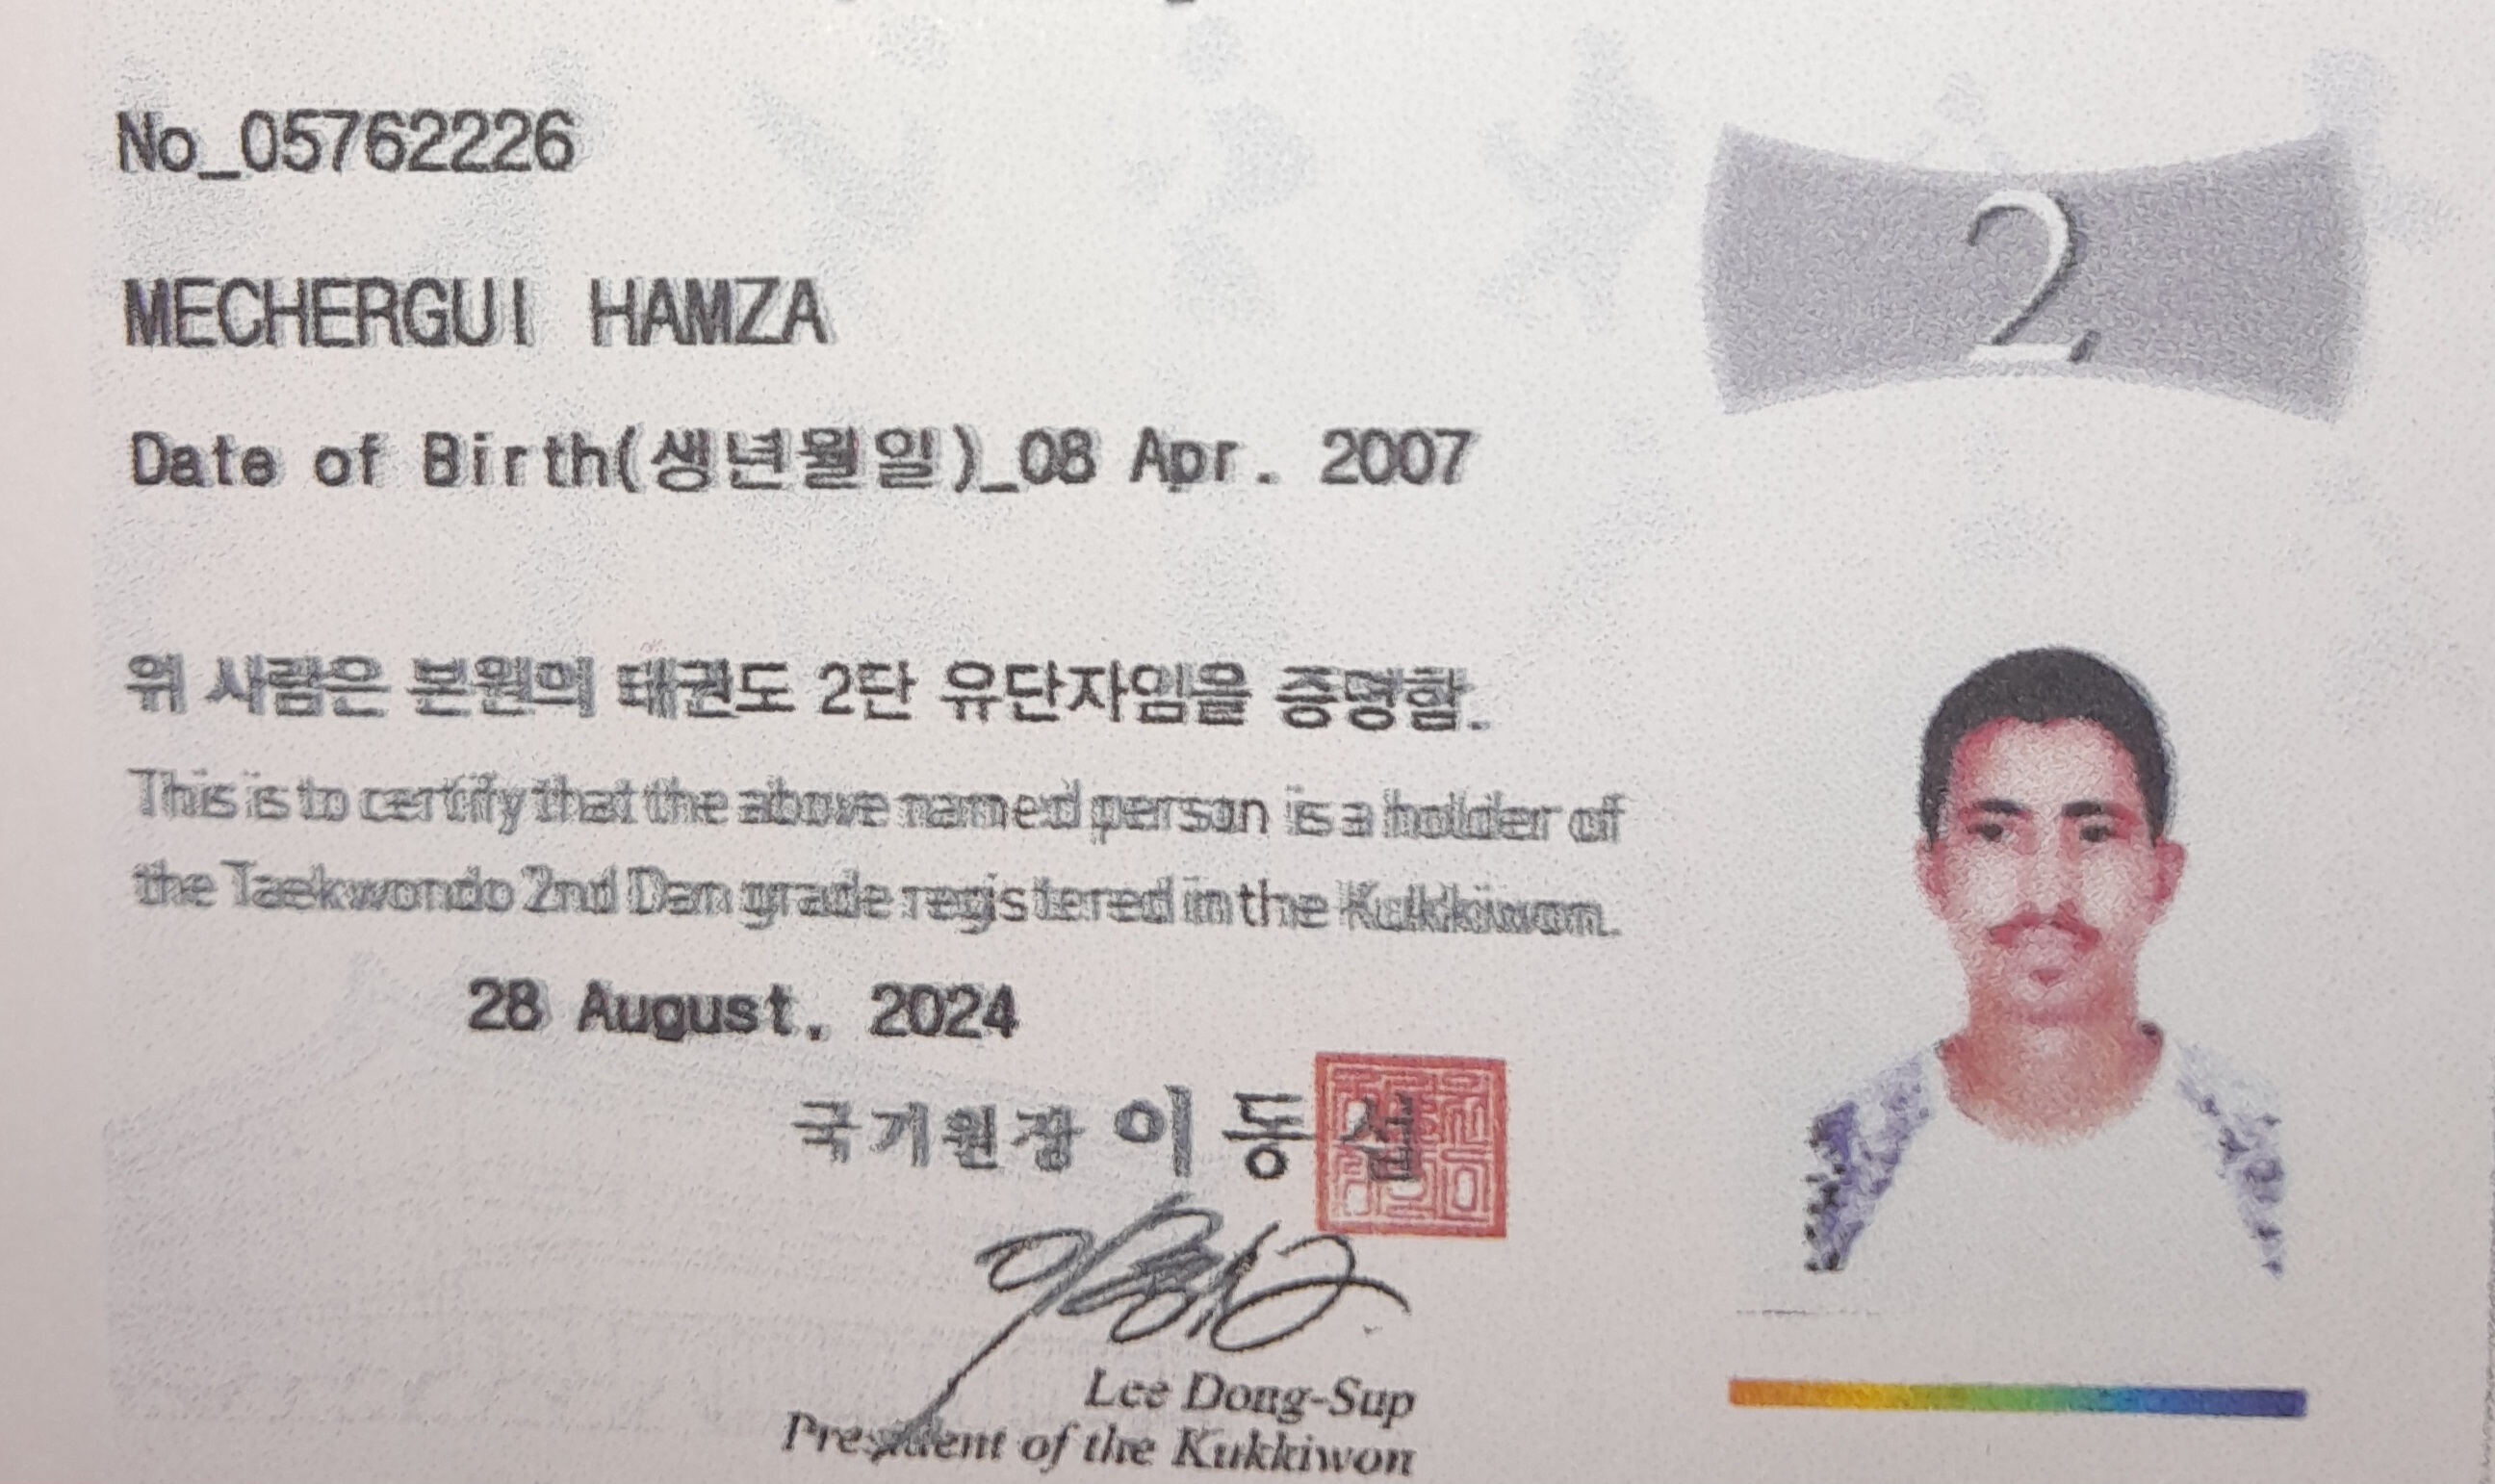 No_05762226
2
MECHERGUI HAMZA
Date of Birth(생년월일)_08 Apr. 2007
위 사람은 본원의 태권도 2단 유단자임을 증명함.
This is to certify that the above named person is a holder of
the Taekwondo 2nd Dan grade registered in the Kukkiwon.
28 August, 2024
국기원장 이동섭
Lee Dong-Sup
President of the Kukkiwon